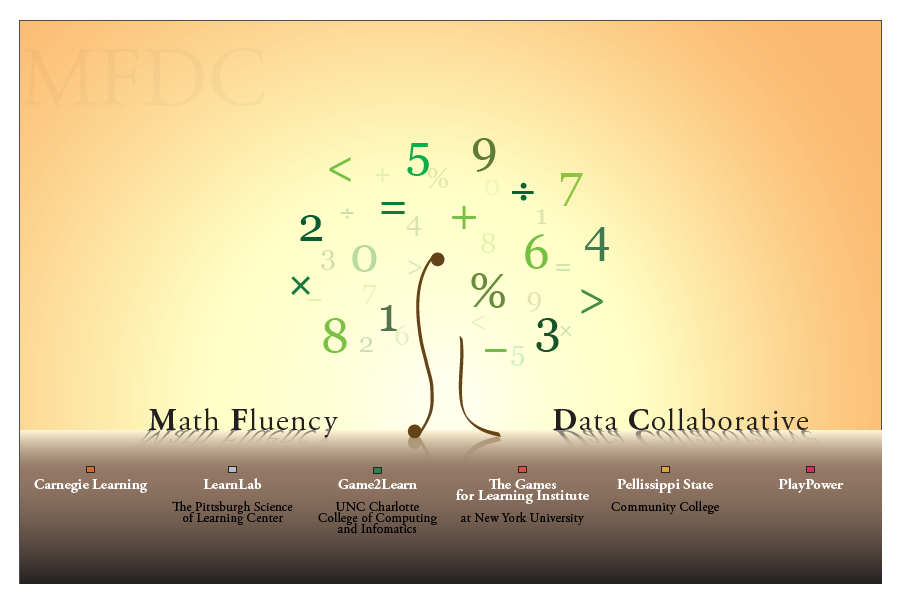 MFDC
< + 5 % 9
0 ÷ 7
2 ÷ = 4 + 1
3 0 > 8 6 = 4
× – 7 % 9 >
8 2 1 6 < – 5 3 ×
Math Fluency
Data Collaborative
Carnegie Learning
LearnLab
The Pittsburgh Science
of Learning Center
Game2Learn
UNC Charlotte
College of Computing
and Infomatics
The Games
for Learning Institute
at New York University
Pellissippi State
Community College
PlayPower